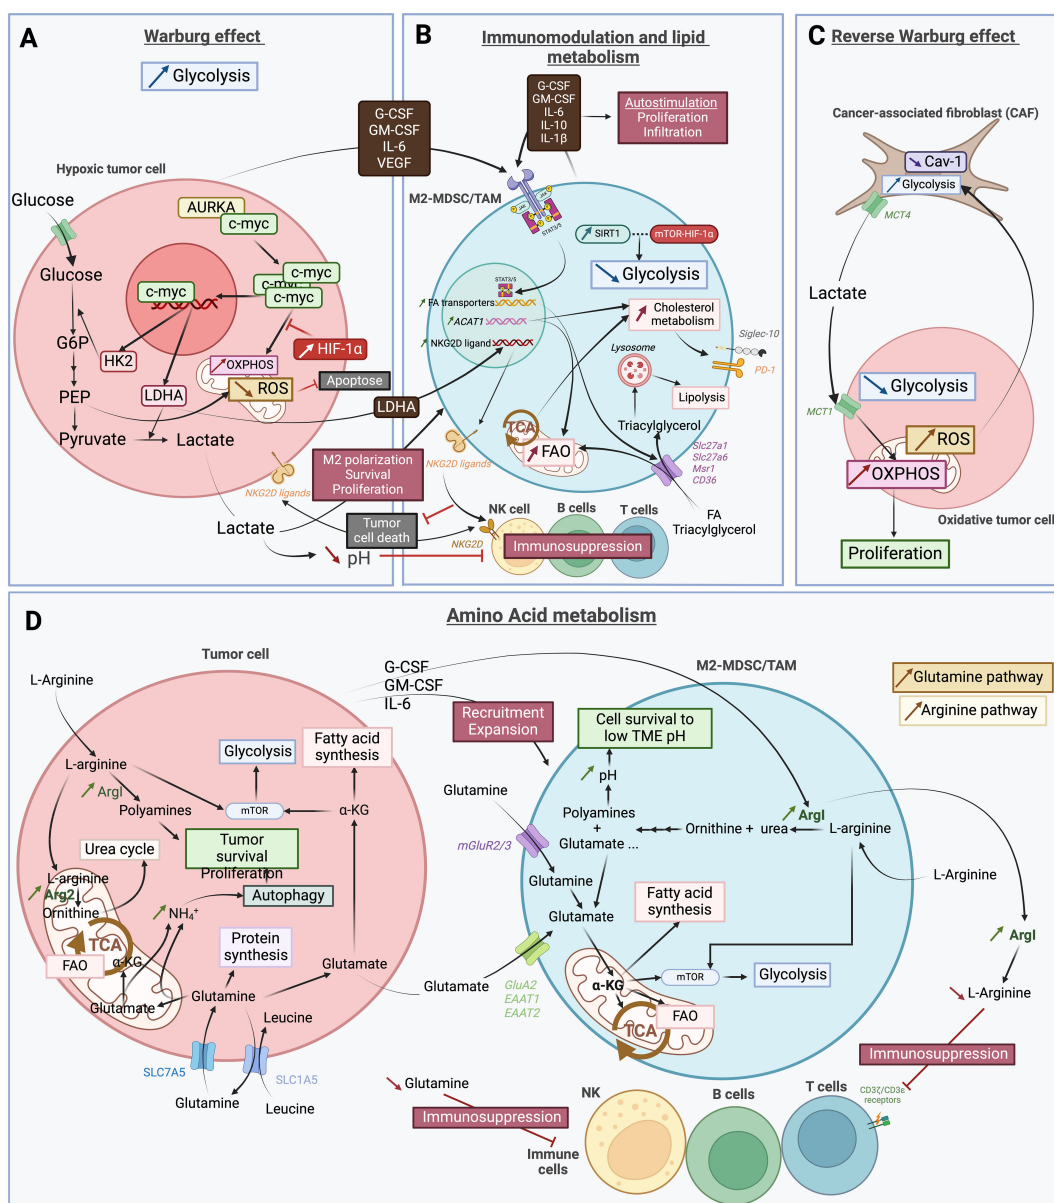 A
Warburg effect
Glycolysis
G-CSF
GM-CSF
IL-6
VEGF
Hypoxic tumor cell
Glucose
AURKA
c-myc
Glucose
c-myc
c-myc
c-myc
c-myc
G6P
HK2
HIF-1α
OXPHOS
ROS
Apoptose
PEP
LDHA
LDHA
Pyruvate
Lactate
M2 polarization
Survival
Proliferation
NKG2D ligands
Lactate
Tumor
cell death
pH
B
Immunomodulation and lipid
metabolism
G-CSF
GM-CSF
IL-6
IL-10
IL-1β
Autostimulation
Proliferation
Infiltration
M2-MDSC/TAM
JAK
JAK
STAT3/5
SIRT1
mTOR-HIF-1α
Glycolysis
STAT3/5
FA transporters
ACAT1
NKG2D ligand
Cholesterol
metabolism
Siglec-10
PD-1
Lysosome
Lipolysis
Triacylglycerol
TCA
FAO
Slc27a1
Slc27a6
Msr1
CD36
NKG2D ligands
FA
Triacylglycerol
NK cell
B cells
T cells
NKG2D
Immunosuppression
C
Reverse Warburg effect
Cancer-associated fibroblast (CAF)
Cav-1
Glycolysis
MCT4
Lactate
Glycolysis
MCT1
ROS
OXPHOS
Oxidative tumor cell
Proliferation
D
Amino Acid metabolism
Tumor cell
L-Arginine
G-CSF
GM-CSF
IL-6
M2-MDSC/TAM
Glutamine pathway
Arginine pathway
Recruitment
Expansion
Cell survival to
low TME pH
Glycolysis
Fatty acid
synthesis
L-arginine
ArgI
Polyamines
mTOR
α-KG
pH
Glutamine
Polyamines
+
Glutamate ...
Ornithine + urea
ArgI
L-arginine
mGluR2/3
Urea cycle
Tumor
survival
Proliferation
L-arginine
Arg2
Autophagy
Ornithine
NH₄⁺
L-Arginine
Glutamine
Glutamate
Fatty acid
synthesis
TCA
FAO
α-KG
Protein
synthesis
Glutamate
ArgI
Glutamate
Glutamine
Glutamate
GluA2
EAAT1
EAAT2
α-KG
mTOR
Glycolysis
FAO
TCA
L-Arginine
Leucine
SLC7A5
SLC1A5
Glutamine
Leucine
Glutamine
Immunosuppression
Immune
cells
NK
B cells
T cells
Immunosuppression
CD3ζ/CD3ε
receptors